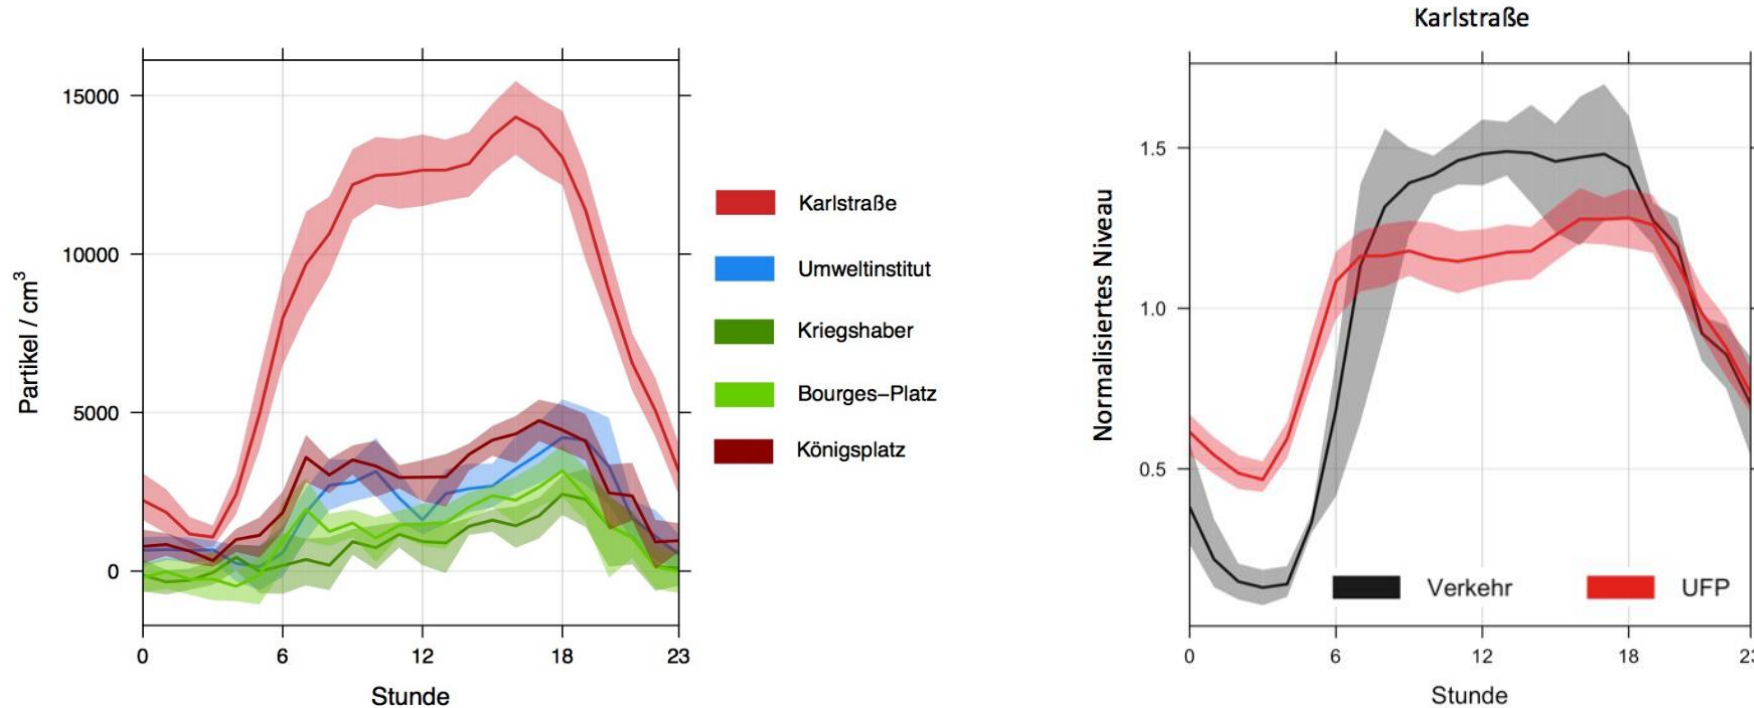 Partikel / cm³
15000
10000
5000
0
0 6 12 18 23
Stunde
Karlstraße
Umweltinstitut
Kriegshaber
Bourges–Platz
Königsplatz
Karlstraße
Normalisiertes Niveau
1.5
1.0
0.5
Verkehr UFP
0 6 12 18 23
Stunde